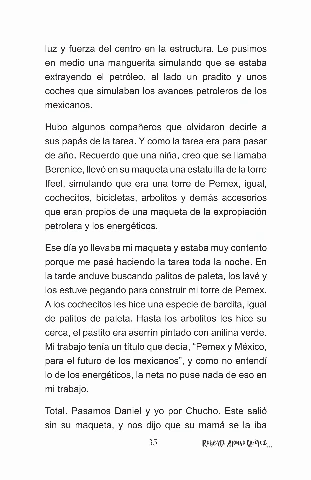 luz y fuerza del centro en la estructura. Le pusimos
en medio una manguerita simulando que se estaba
extrayendo el petróleo, al lado un pradito y unos
coches que simulaban los avances petroleros de los
mexicanos.
Hubo algunos compañeros que olvidaron decirle a
sus papás de la tarea. Y como la tarea era para pasar
de año. Recuerdo que una niña, creo que se llamaba
Berenice, llevó en su maqueta una estatuilla de la torre
Ifeel, simulando que era una torre de Pemex, igual,
cochecitos, bicicletas, arbolitos y demás accesorios
que eran propios de una maqueta de la expropiación
petrolera y los energéticos.
Ese día yo llevaba mi maqueta y estaba muy contento
porque me pasé haciendo la tarea toda la noche. En
la tarde anduve buscando palitos de paleta, los lavé y
los estuve pegando para construir mi torre de Pemex.
A los cochecitos les hice una especie de bardita, igual
de palitos de paleta. Hasta los arbolitos les hice su
cerca, el pastito era aserrín pintado con anilina verde.
Mi trabajo tenía un título que decía, “Pemex y México,
para el futuro de los mexicanos”, y como no entendí
lo de los energéticos, la neta no puse nada de eso en
mi trabajo.
Total. Pasamos Daniel y yo por Chucho. Este salió
sin su maqueta, y nos dijo que su mamá se la iba
35